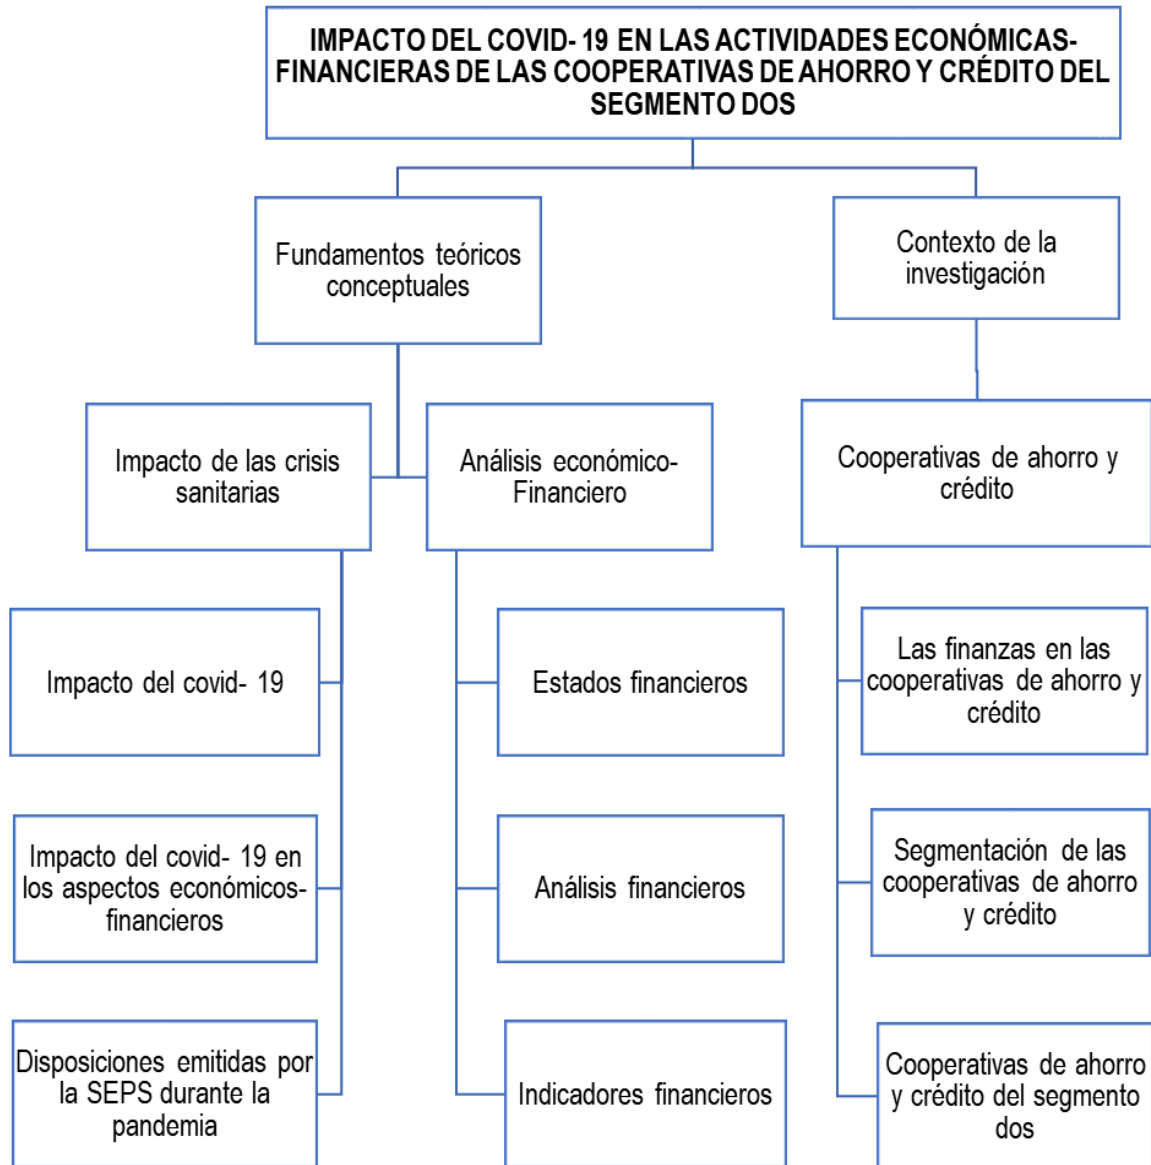 IMPACTO DEL COVID- 19 EN LAS ACTIVIDADES ECONÓMICAS-
FINANCIERAS DE LAS COOPERATIVAS DE AHORRO Y CRÉDITO DEL
SEGMENTO DOS
Fundamentos teóricos
conceptuales
Contexto de la
investigación
Impacto de las crisis
sanitarias
Análisis económico-
Financiero
Cooperativas de ahorro y
crédito
Impacto del covid- 19
Estados financieros
Las finanzas en las
cooperativas de ahorro y
crédito
Impacto del covid- 19 en
los aspectos económicos-
financieros
Análisis financieros
Segmentación de las
cooperativas de ahorro
y crédito
Disposiciones emitidas por
la SEPS durante la
pandemia
Indicadores financieros
Cooperativas de ahorro
y crédito del segmento
dos